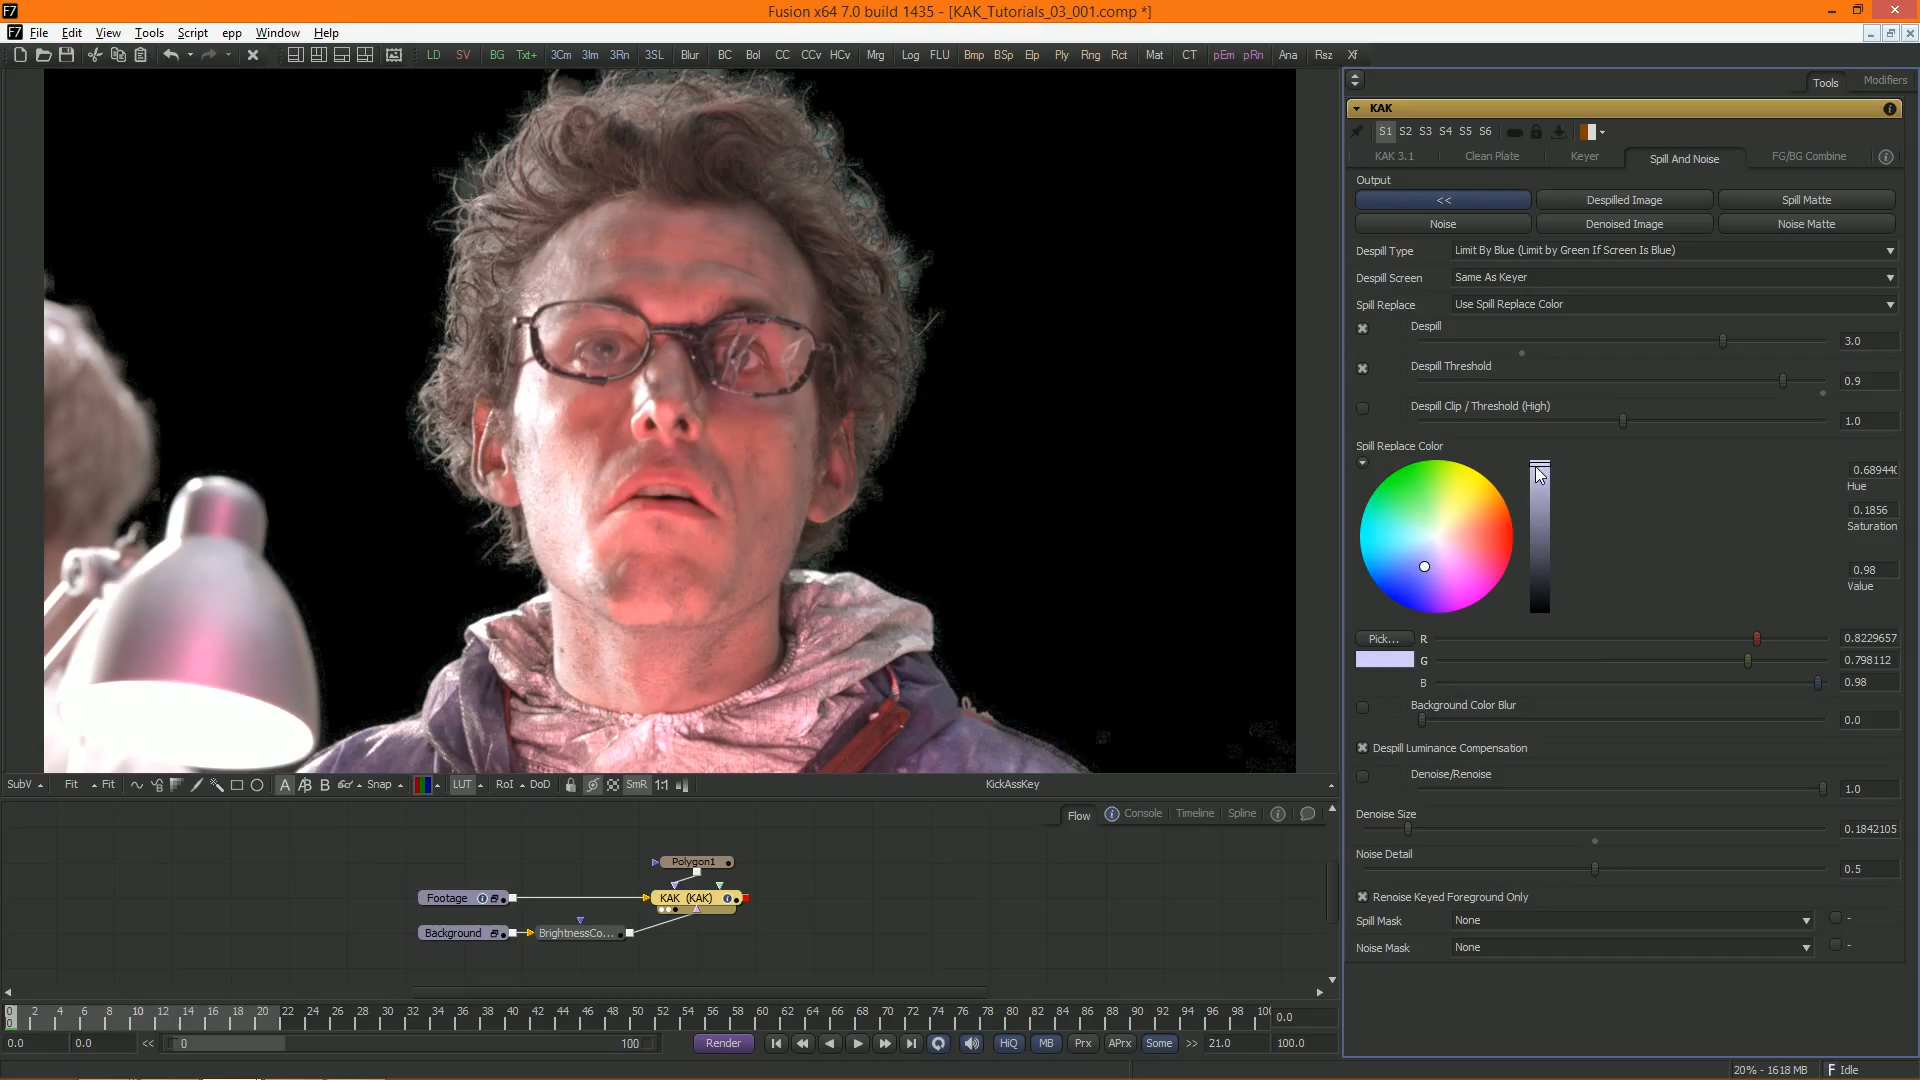 Fusion x64 7.0 build 1435 - [KAK_Tutorials_03_001.comp *]
File Edit View Tools Script epp Window Help
LD SV BG Txt+ 3Cm 3Im 3Rn 3SL Blur BC Bol CC CCv HCv Mrg Log FLU Bmp BSp Elp Ply Rng Rct Mat CT pEm pRn Ana Rsz Xf
Tools Modifiers
KAK
S1 S2 S3 S4 S5 S6
KAK 3.1 Clean Plate Keyer Spill And Noise FG/BG Combine
Output
<< Despilled Image Spill Matte
Noise Denoised Image Noise Matte
Despill Type Limit By Blue (Limit by Green If Screen Is Blue)
Despill Screen Same As Keyer
Spill Replace Use Spill Replace Color
Despill
3.0
Despill Threshold
0.9
Despill Clip / Threshold (High)
1.0
Spill Replace Color
0.689440
Hue
0.1856
Saturation
0.98
Value
Pick... R 0.8229657
G 0.798112
B 0.98
Background Color Blur
0.0
Despill Luminance Compensation
Denoise/Renoise
1.0
Denoise Size
0.1842105
Noise Detail
0.5
Renoise Keyed Foreground Only
Spill Mask None -
Noise Mask None -
SubV Fit Fit A B B Snap LUT RoI DoD SmR 1:1 KickAssKey
Flow Console Timeline Spline
Polygon1
Footage KAK (KAK)
Background BrightnessCo...
0 2 4 6 8 10 12 14 16 18 20 22 24 26 28 30 32 34 36 38 40 42 44 46 48 50 52 54 56 58 60 62 64 66 68 70 72 74 76 78 80 82 84 86 88 90 92 94 96 98 100 0.0
0
0.0 0.0 << 0 100 Render HiQ MB Prx APrx Some >> 21.0 100.0
20% - 1618 MB Idle